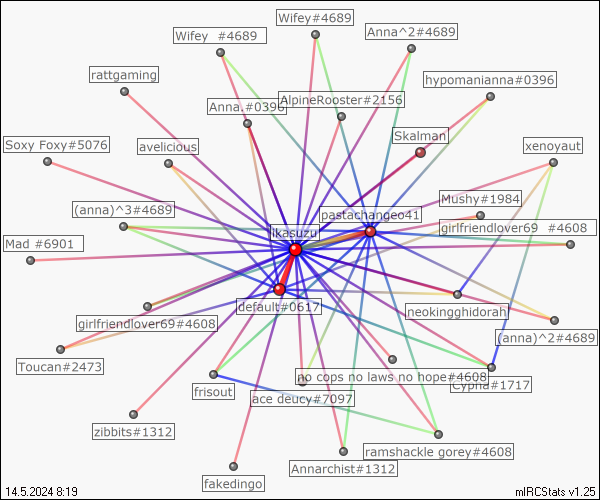 Wifey#4689
Wifey  #4689
Anna^2#4689
rattgaming
hypomanianna#0396
Anna.#0396
AlpineRooster#2156
Skalman
Soxy Foxy#5076
avelicious
xenoyaut
Mushy#1984
(anna)^3#4689
pastachangeo41
likasuzu
girlfriendlover69  #4608
Mad #6901
default#0617
neokingghidorah
girlfriendlover69#4608
(anna)^2#4689
Toucan#2473
no cops no laws no hope#4608
Cypha#1717
frisout
ace deucy#7097
zibbits#1312
ramshackle gorey#4608
Annarchist#1312
fakedingo
14.5.2024 8:19
mIRCStats v1.25